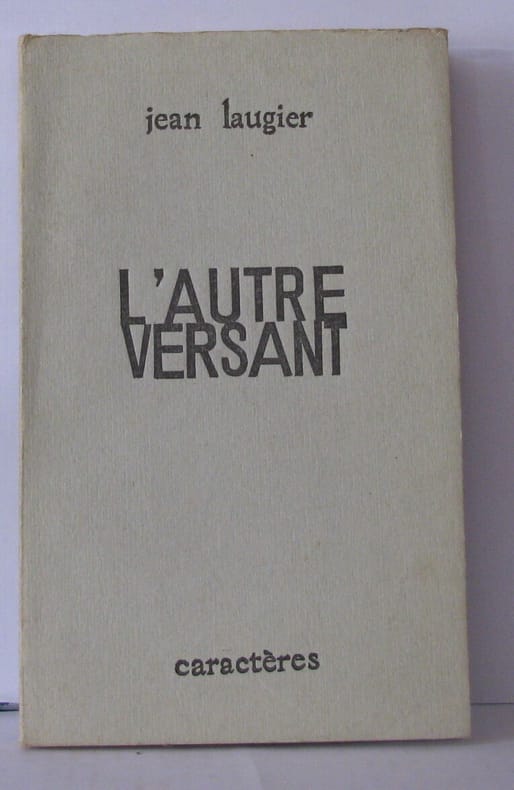 jean laugier
L'AUTRE
VERSANT
caractères